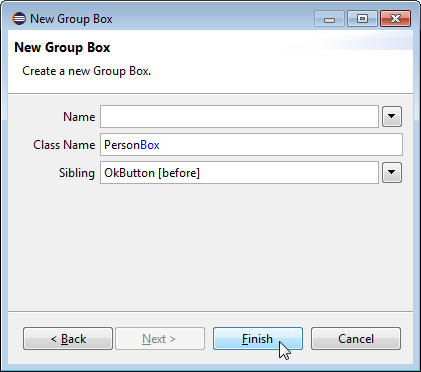 New Group Box
New Group Box
Create a new Group Box.
Name
Class Name PersonBox
Sibling OkButton [before]
< Back Next > Finish Cancel